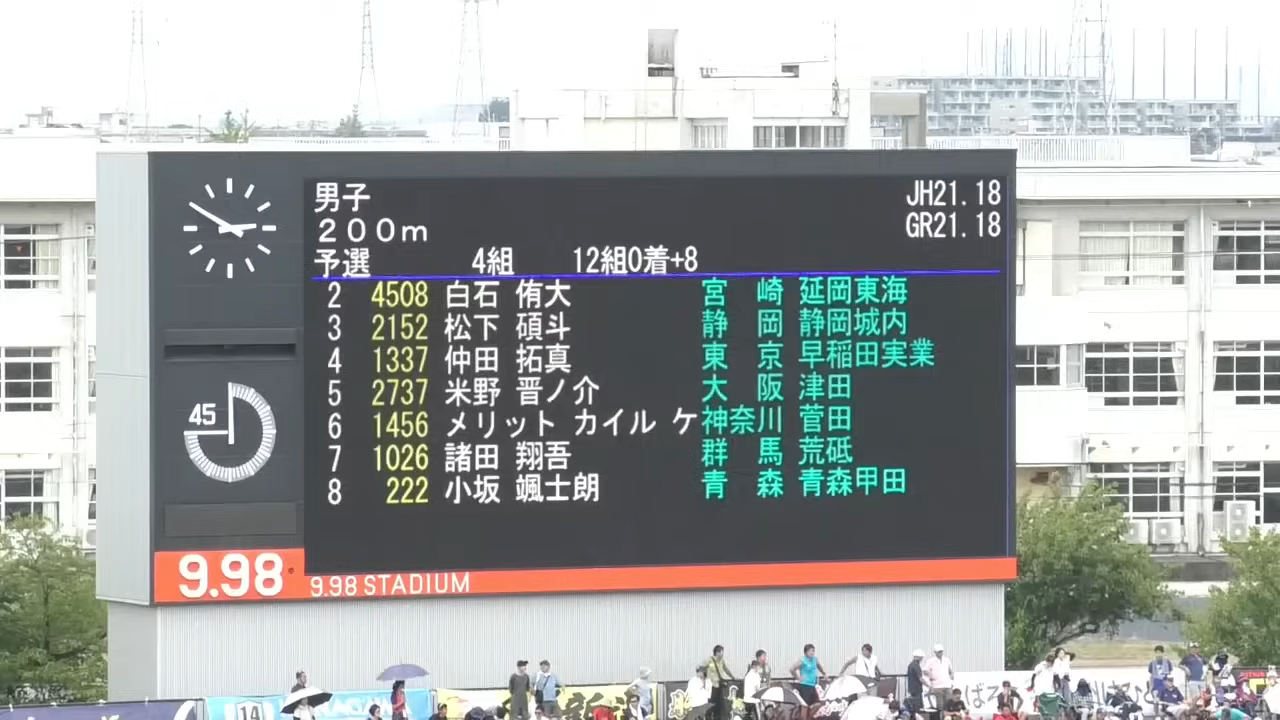 男子 JH21.18
200m GR21.18
予選 4組 12組0着+8
2 4508 白石 侑大 宮崎 延岡東海
3 2152 松下 碩斗 静岡 静岡城内
4 1337 仲田 拓真 東京 早稲田実業
5 2737 米野 晋ノ介 大阪 津田
6 1456 メリット カイル ケ 神奈川 菅田
7 1026 諸田 翔吾 群馬 荒砥
8 222 小坂 颯士朗 青森 青森甲田
45
9.98 9.98 STADIUM
14